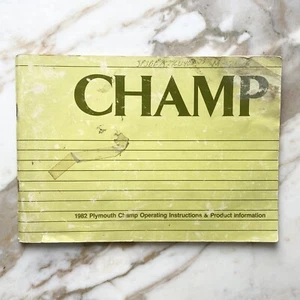 CHAMP
1982 Plymouth Champ Operating Instructions & Product Information